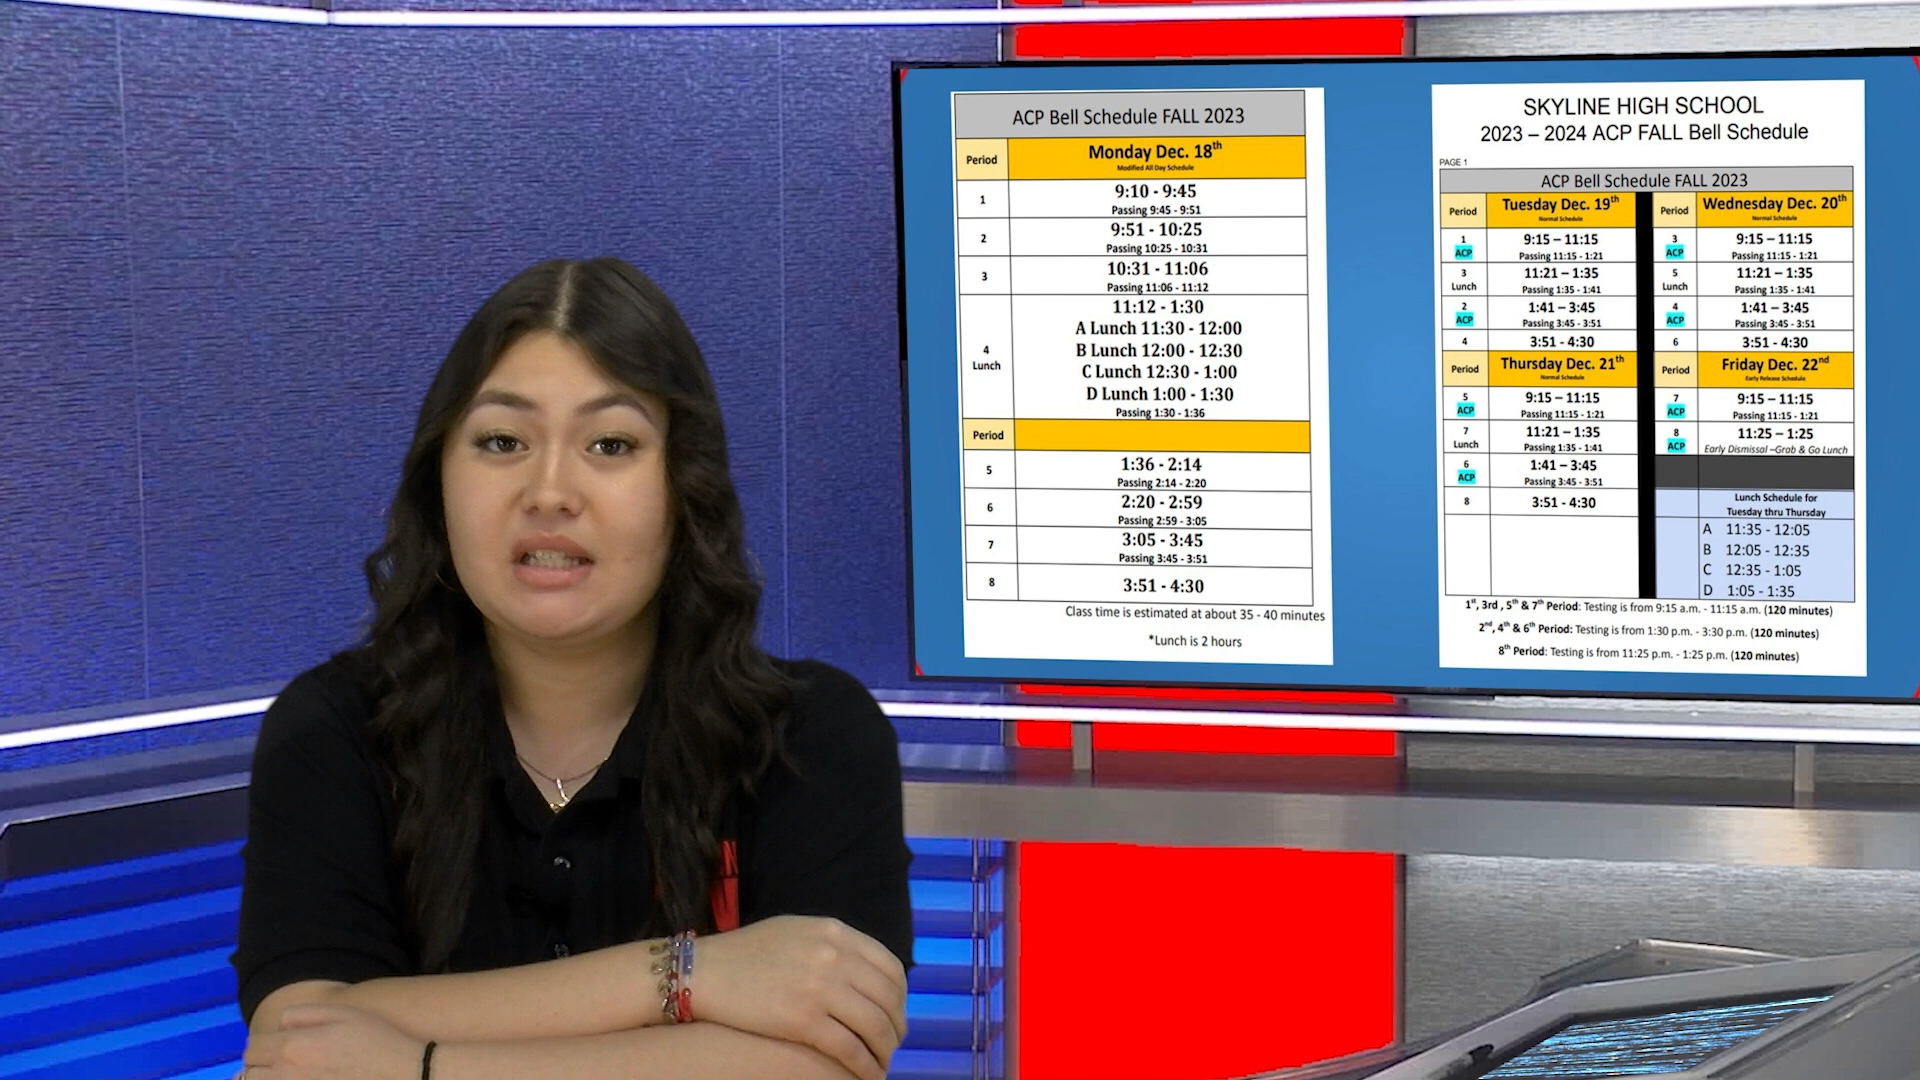 ACP Bell Schedule FALL 2023
Period
Monday Dec. 18th
Modified All Day Schedule
1
9:10 - 9:45
Passing 9:45 - 9:51
2
9:51 - 10:25
Passing 10:25 - 10:31
3
10:31 - 11:06
Passing 11:06 - 11:12
4
Lunch
11:12 - 1:30
A Lunch 11:30 - 12:00
B Lunch 12:00 - 12:30
C Lunch 12:30 - 1:00
D Lunch 1:00 - 1:30
Passing 1:30 - 1:36
Period
5
1:36 - 2:14
Passing 2:14 - 2:20
6
2:20 - 2:59
Passing 2:59 - 3:05
7
3:05 - 3:45
Passing 3:45 - 3:51
8
3:51 - 4:30
Class time is estimated at about 35 - 40 minutes
*Lunch is 2 hours
SKYLINE HIGH SCHOOL
2023 – 2024 ACP FALL Bell Schedule
PAGE 1
ACP Bell Schedule FALL 2023
Period
Tuesday Dec. 19th
Normal Schedule
1
ACP
9:15 – 11:15
Passing 11:15 - 1:21
3
Lunch
11:21 – 1:35
Passing 1:35 - 1:41
2
ACP
1:41 – 3:45
Passing 3:45 - 3:51
4
3:51 - 4:30
Period
Wednesday Dec. 20th
Normal Schedule
3
ACP
9:15 – 11:15
Passing 11:15 - 1:21
5
Lunch
11:21 – 1:35
Passing 1:35 - 1:41
4
ACP
1:41 – 3:45
Passing 3:45 - 3:51
6
3:51 - 4:30
Period
Thursday Dec. 21th
Normal Schedule
5
ACP
9:15 – 11:15
Passing 11:15 - 1:21
7
Lunch
11:21 – 1:35
Passing 1:35 - 1:41
6
ACP
1:41 – 3:45
Passing 3:45 - 3:51
8
3:51 - 4:30
Period
Friday Dec. 22nd
Early Release Schedule
7
ACP
9:15 – 11:15
Passing 11:15 - 1:21
8
ACP
11:25 – 1:25
Early Dismissal –Grab & Go Lunch
Lunch Schedule for
Tuesday thru Thursday
A 11:35 - 12:05
B 12:05 - 12:35
C 12:35 - 1:05
D 1:05 - 1:35
1st, 3rd , 5th & 7th Period: Testing is from 9:15 a.m. - 11:15 a.m. (120 minutes)
2nd, 4th & 6th Period: Testing is from 1:30 p.m. - 3:30 p.m. (120 minutes)
8th Period: Testing is from 11:25 p.m. - 1:25 p.m. (120 minutes)